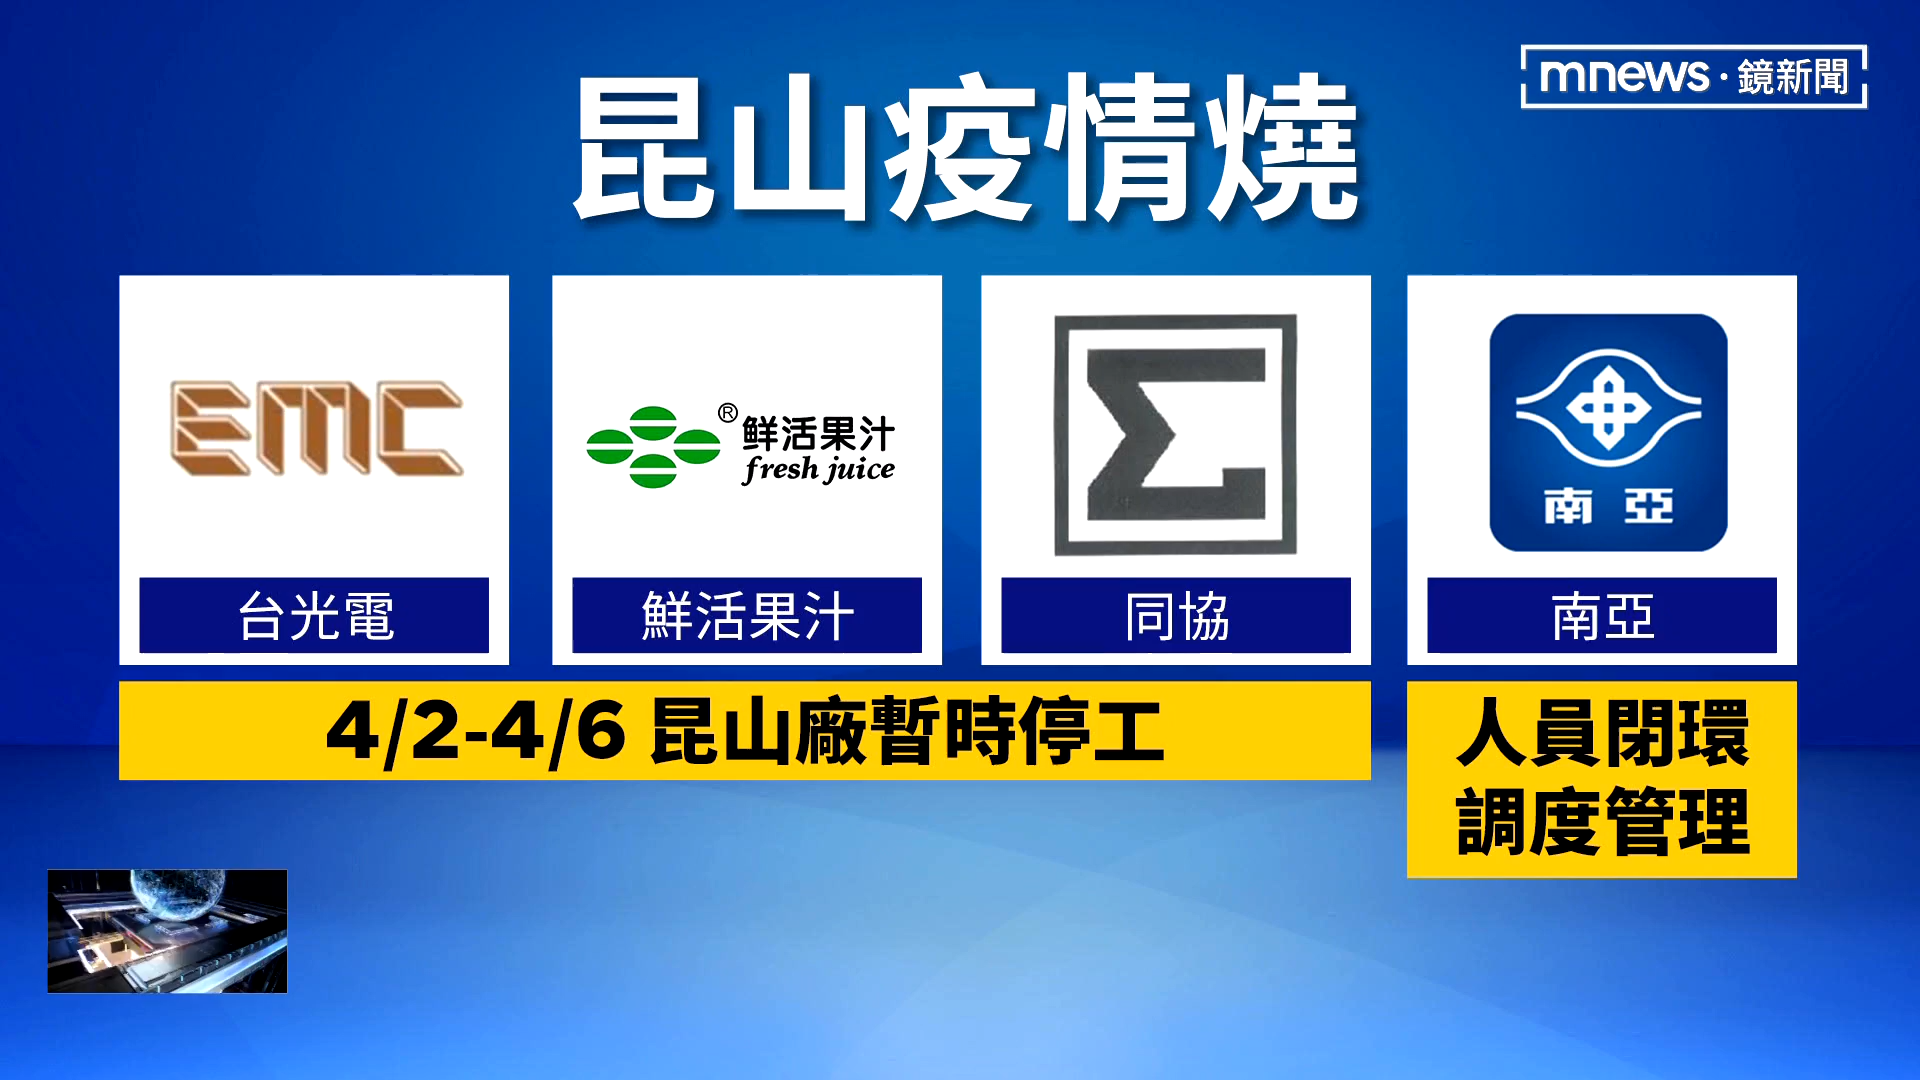 mnews·鏡新聞
昆山疫情燒
EMC
®鲜活果汁
fresh juice
南亞
台光電
鮮活果汁
同協
南亞
4/2-4/6 昆山廠暫時停工
人員閉環
調度管理